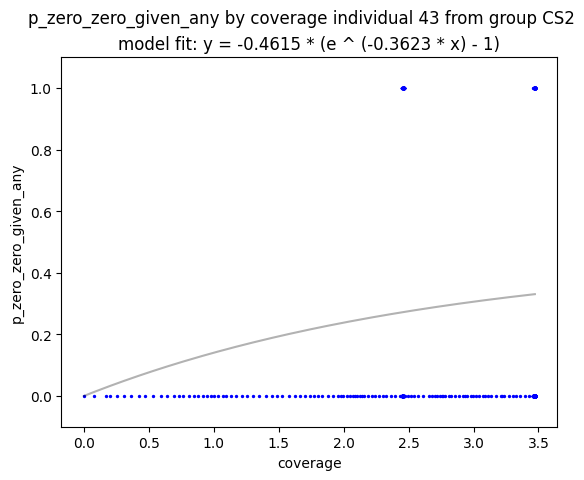 p_zero_zero_given_any by coverage individual 43 from group CS2
model fit: y = -0.4615 * (e ^ (-0.3623 * x) - 1)
1.0
0.8
0.6
0.4
0.2
0.0
p_zero_zero_given_any
0.0 0.5 1.0 1.5 2.0 2.5 3.0 3.5
coverage